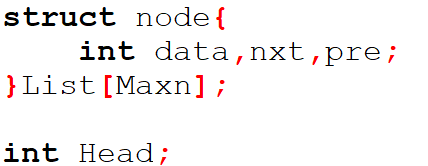 struct node{
    int data,nxt,pre;
}List[Maxn];

int Head;